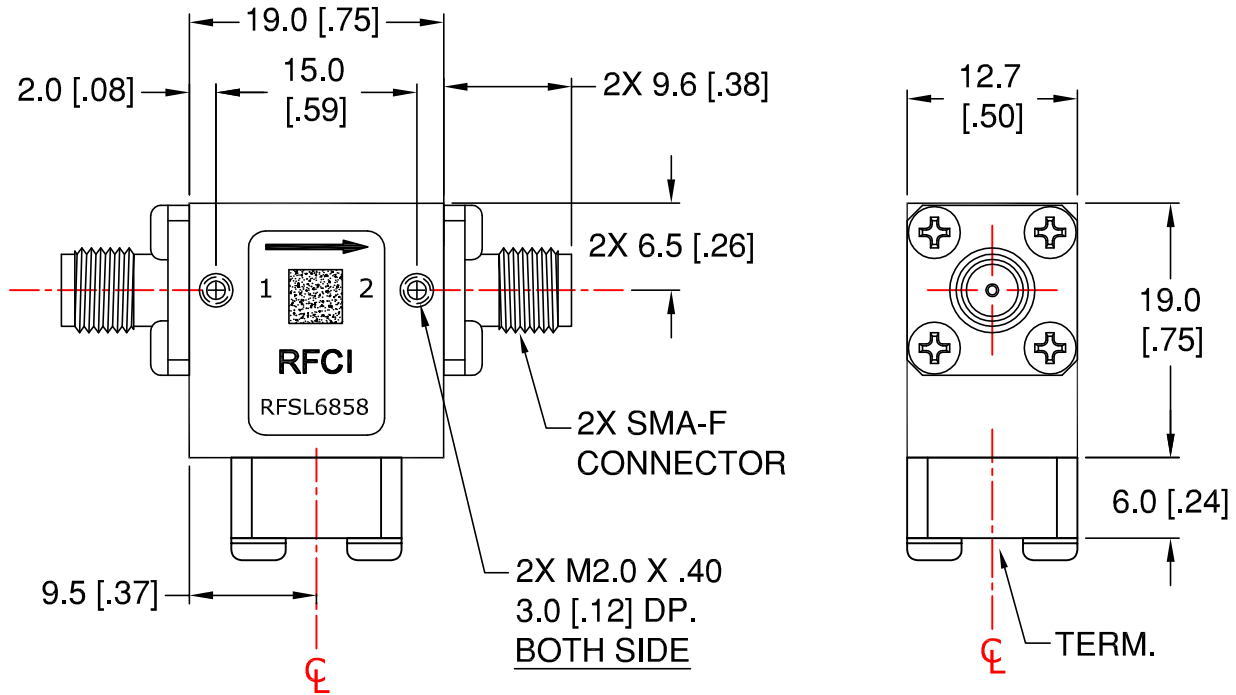 19.0 [.75]
2.0 [.08]
15.0
[.59]
2X 9.6 [.38]
2X 6.5 [.26]
1
2
RFCI
RFSL6858
2X SMA-F
CONNECTOR
9.5 [.37]
2X M2.0 X .40
3.0 [.12] DP.
BOTH SIDE
℄
12.7
[.50]
19.0
[.75]
6.0 [.24]
TERM.
℄